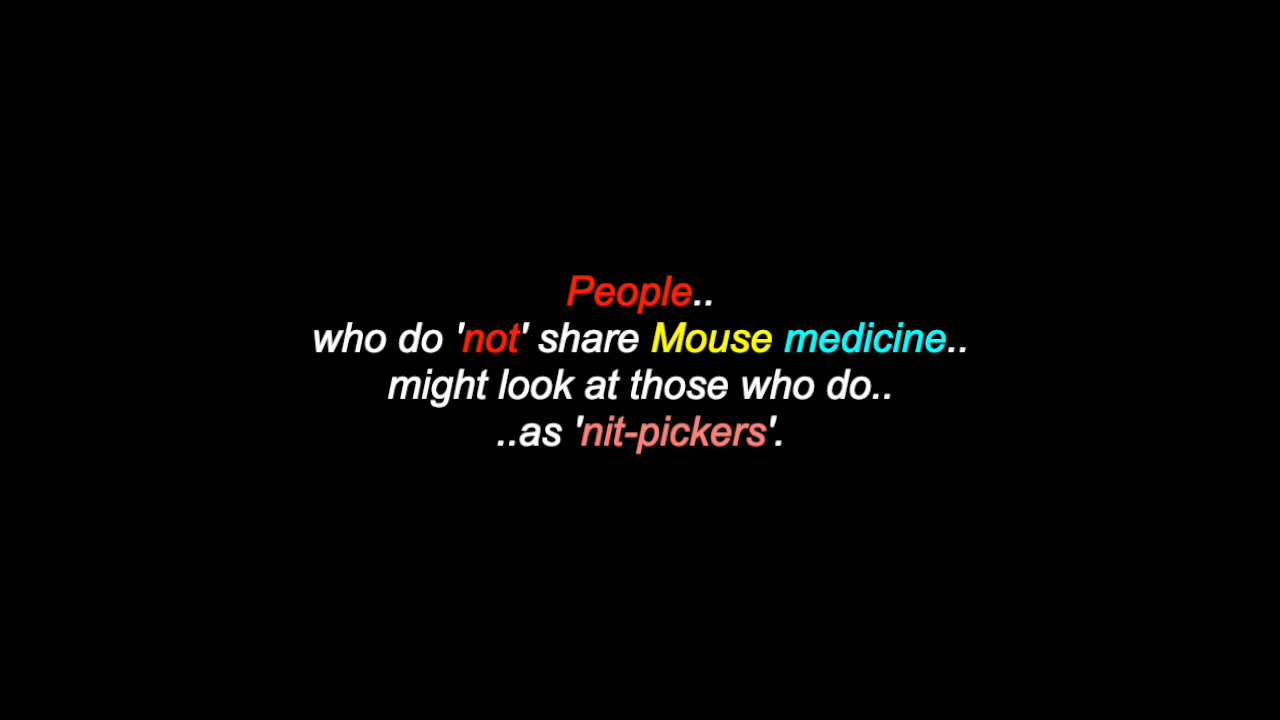 People..
who do 'not' share Mouse medicine..
might look at those who do..
..as 'nit-pickers'.